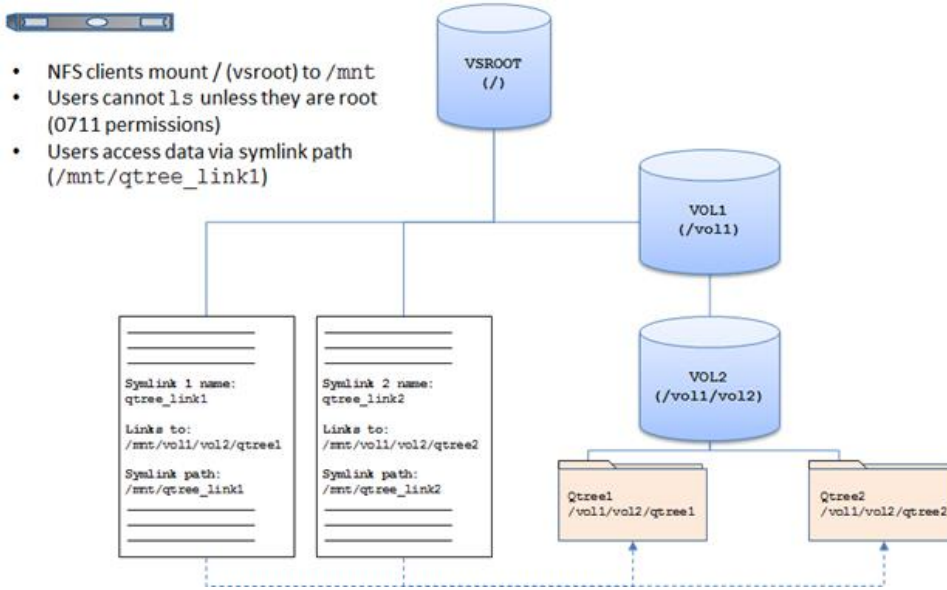 • NFS clients mount / (vsroot) to /mnt
• Users cannot ls unless they are root
(0711 permissions)
• Users access data via symlink path
(/mnt/qtree_link1)
VSROOT
(/)
VOL1
(/vol1)
VOL2
(/vol1/vol2)
Symlink 1 name:
qtree_link1
Links to:
/mnt/vol1/vol2/qtree1
Symlink path:
/mnt/qtree_link1
Symlink 2 name:
qtree_link2
Links to:
/mnt/vol1/vol2/qtree2
Symlink path:
/mnt/qtree_link2
Qtree1
/vol1/vol2/qtree1
Qtree2
/vol1/vol2/qtree2